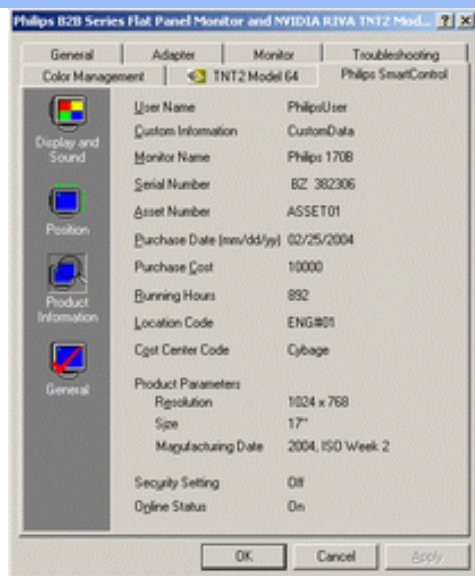 Philips B2B Series Flat Panel Monitor and NVIDIA RIVA TNT2 Mod... ? X
General Adapter Monitor Troubleshooting
Color Management TNT2 Model 64 Philips SmartControl
Display and Sound
Position
Product Information
General
User Name PhilipsUser
Custom Information CustomData
Monitor Name Philips 170B
Serial Number BZ 382306
Asset Number ASSET01
Purchase Date (mm/dd/yy) 02/25/2004
Purchase Cost 10000
Running Hours 892
Location Code ENG#01
Cost Center Code Cybage
Product Parameters
Resolution 1024 x 768
Size 17"
Manufacturing Date 2004, ISO Week 2
Security Setting Off
Online Status On
OK Cancel Apply